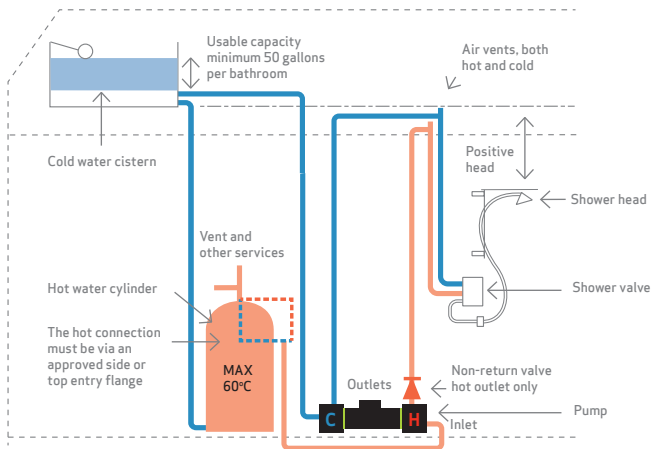 Usable capacity
minimum 50 gallons
per bathroom
Air vents, both
hot and cold
Cold water cistern
Positive
head
Shower head
Vent and
other services
Hot water cylinder
Shower valve
The hot connection
must be via an
approved side or
top entry flange
MAX
60°C
Outlets
Non-return valve
hot outlet only
C
H
Pump
Inlet